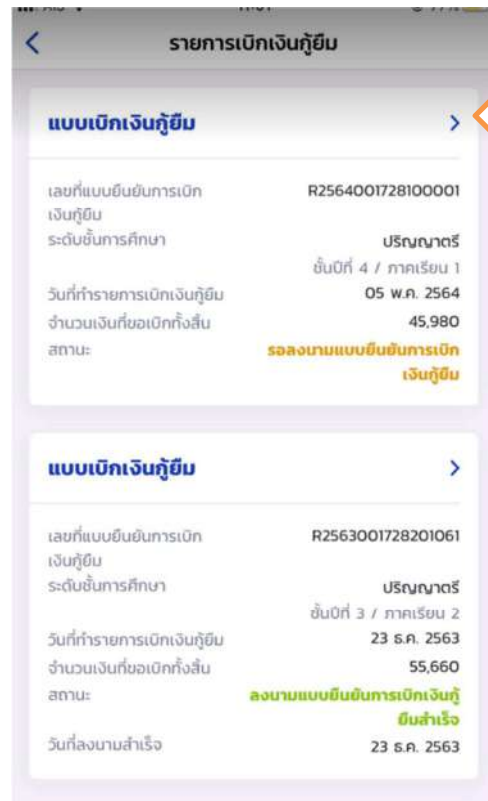 รายการเบิกเงินกู้ยืม
แบบเบิกเงินกู้ยืม
เลขที่แบบยืนยันการเบิก R2564001728100001
เงินกู้ยืม
ระดับชั้นการศึกษา ปริญญาตรี
ชั้นปีที่ 4 / ภาคเรียน 1
วันที่ทำรายการเบิกเงินกู้ยืม 05 พ.ค. 2564
จำนวนเงินที่ขอเบิกทั้งสิ้น 45,980
สถานะ รอลงนามแบบยืนยันการเบิก
เงินกู้ยืม
แบบเบิกเงินกู้ยืม
เลขที่แบบยืนยันการเบิก R2563001728201061
เงินกู้ยืม
ระดับชั้นการศึกษา ปริญญาตรี
ชั้นปีที่ 3 / ภาคเรียน 2
วันที่ทำรายการเบิกเงินกู้ยืม 23 ธ.ค. 2563
จำนวนเงินที่ขอเบิกทั้งสิ้น 55,660
สถานะ ลงนามแบบยืนยันการเบิกเงินกู้
ยืมสำเร็จ
วันที่ลงนามสำเร็จ 23 ธ.ค. 2563